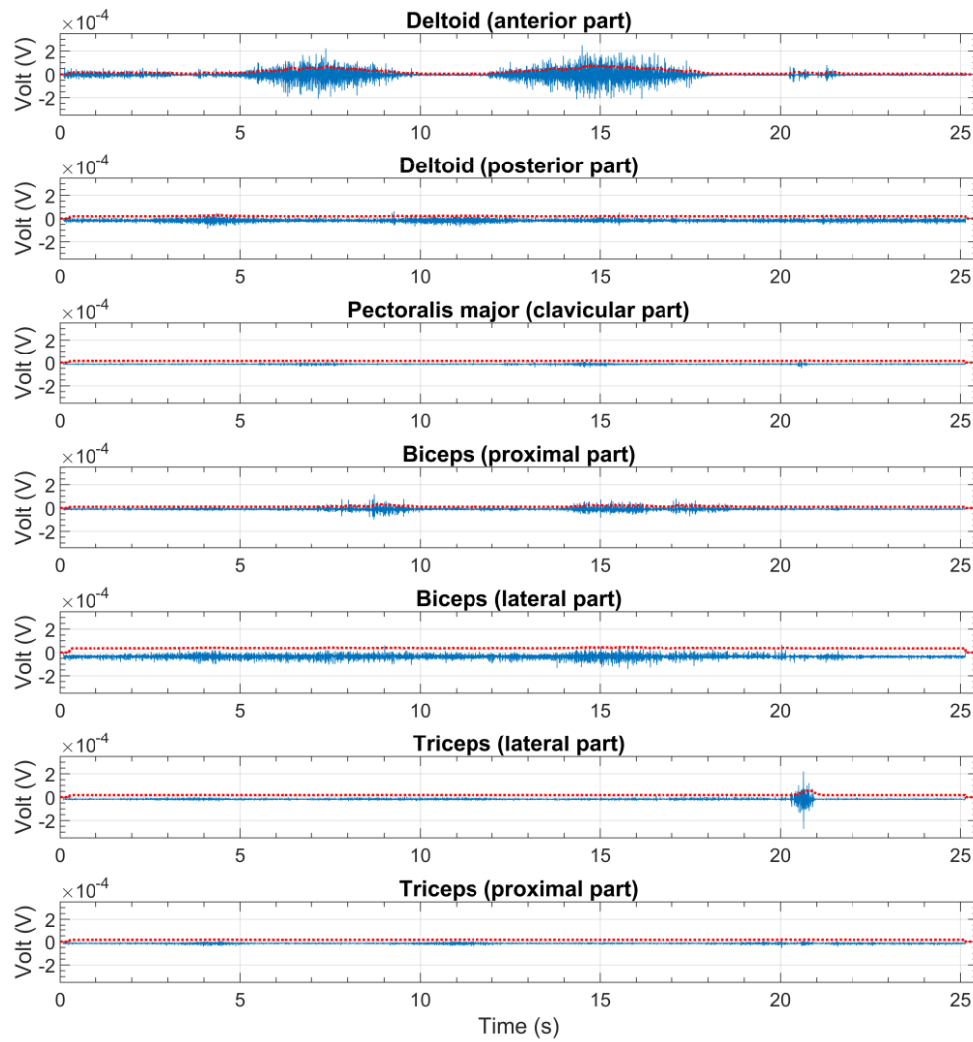 Deltoid (anterior part)
×10⁻⁴
Volt (V)
2
0
-2
0 5 10 15 20 25
Deltoid (posterior part)
×10⁻⁴
Volt (V)
2
0
-2
0 5 10 15 20 25
Pectoralis major (clavicular part)
×10⁻⁴
Volt (V)
2
0
-2
0 5 10 15 20 25
Biceps (proximal part)
×10⁻⁴
Volt (V)
2
0
-2
0 5 10 15 20 25
Biceps (lateral part)
×10⁻⁴
Volt (V)
2
0
-2
0 5 10 15 20 25
Triceps (lateral part)
×10⁻⁴
Volt (V)
2
0
-2
0 5 10 15 20 25
Triceps (proximal part)
×10⁻⁴
Volt (V)
2
0
-2
0 5 10 15 20 25
Time (s)